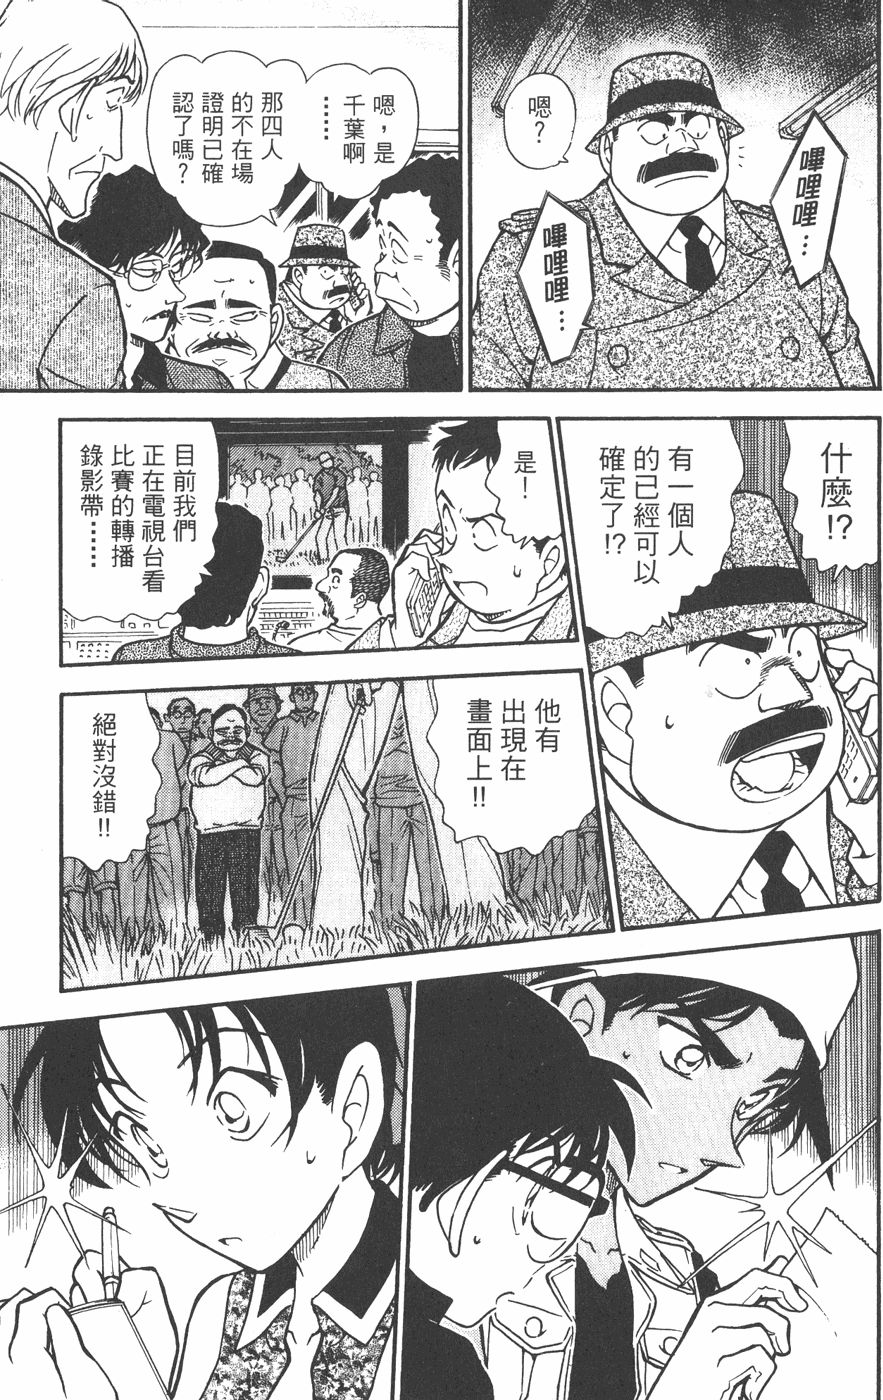 嗶哩哩…
嗯?
嗶哩哩…
嗯,是
千葉啊
……
那四人
的不在場
證明已確
認了嗎?
什麼!?
有一個人
的已經可以
確定了!?
是!
目前我們
正在電視台看
比賽的轉播
錄影帶……
他有
出現在
畫面上!!
絕對沒錯!!